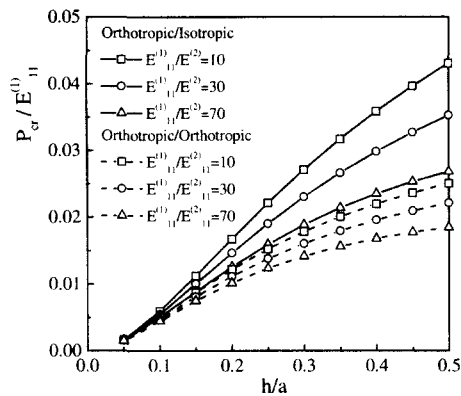 0.05
0.04
0.03
0.02
0.01
0.00
P_cr / E^(1)_11
Orthotropic/Isotropic
E^(1)_11/E^(2)=10
E^(1)_11/E^(2)=30
E^(1)_11/E^(2)=70
Orthotropic/Orthotropic
E^(1)_11/E^(2)_11=10
E^(1)_11/E^(2)_11=30
E^(1)_11/E^(2)_11=70
0.0 0.1 0.2 0.3 0.4 0.5
h/a